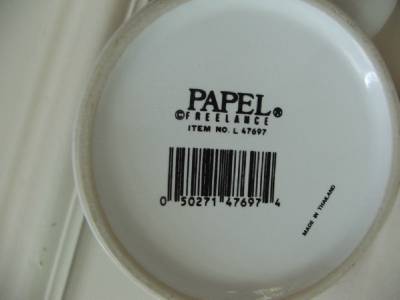 PAPEL®
©FREELANCE
ITEM NO. L 47697
0 50271 47697 4
MADE IN THAILAND